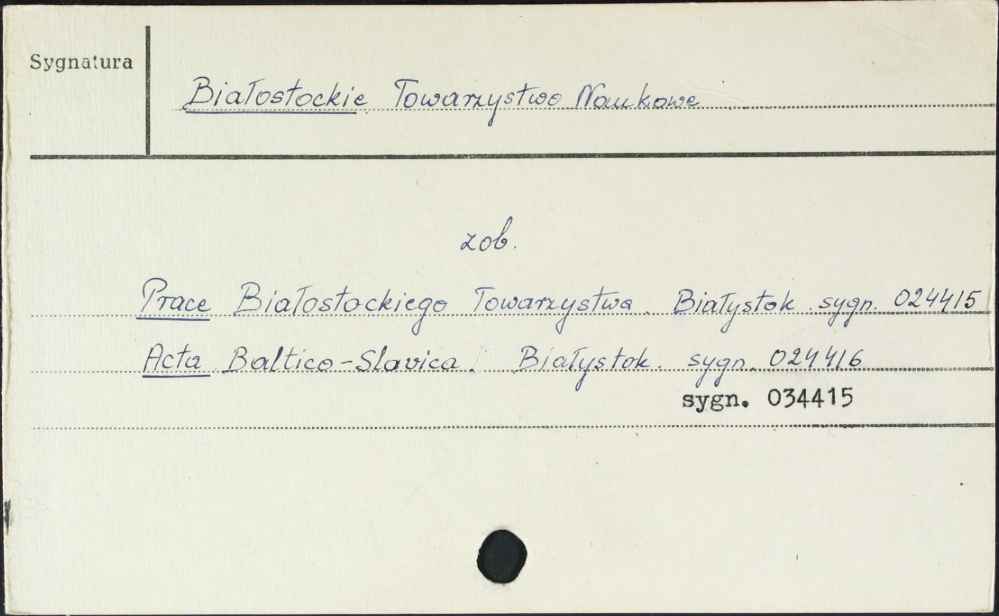 Sygnatura
Białostockie Towarzystwo Naukowe
zob.
Prace Białostockiego Towarzystwa. Białystok. sygn. 024415
Acta Baltico-Slavica. Białystok. sygn. 024416
sygn. 034415